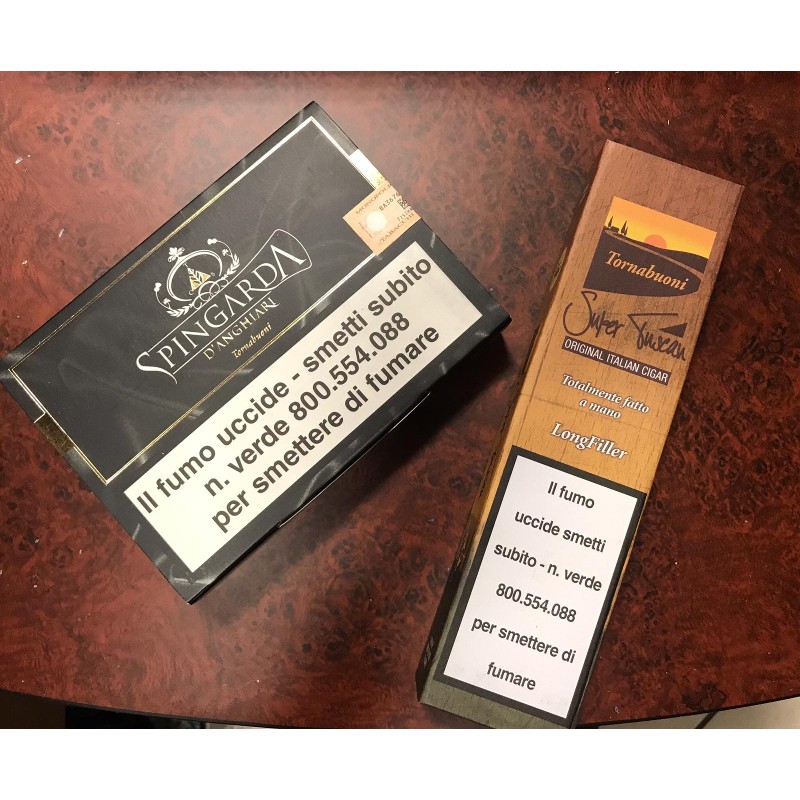 SPINGARDA
D'ANGHIARI
Tornabuoni
Il fumo uccide - smetti subito
n. verde 800.554.088
per smettere di fumare
Tornabuoni
Super Tuscan
ORIGINAL ITALIAN CIGAR
Totalmente fatto
a mano
LongFiller
Il fumo
uccide smetti
subito - n. verde
800.554.088
per smettere di
fumare